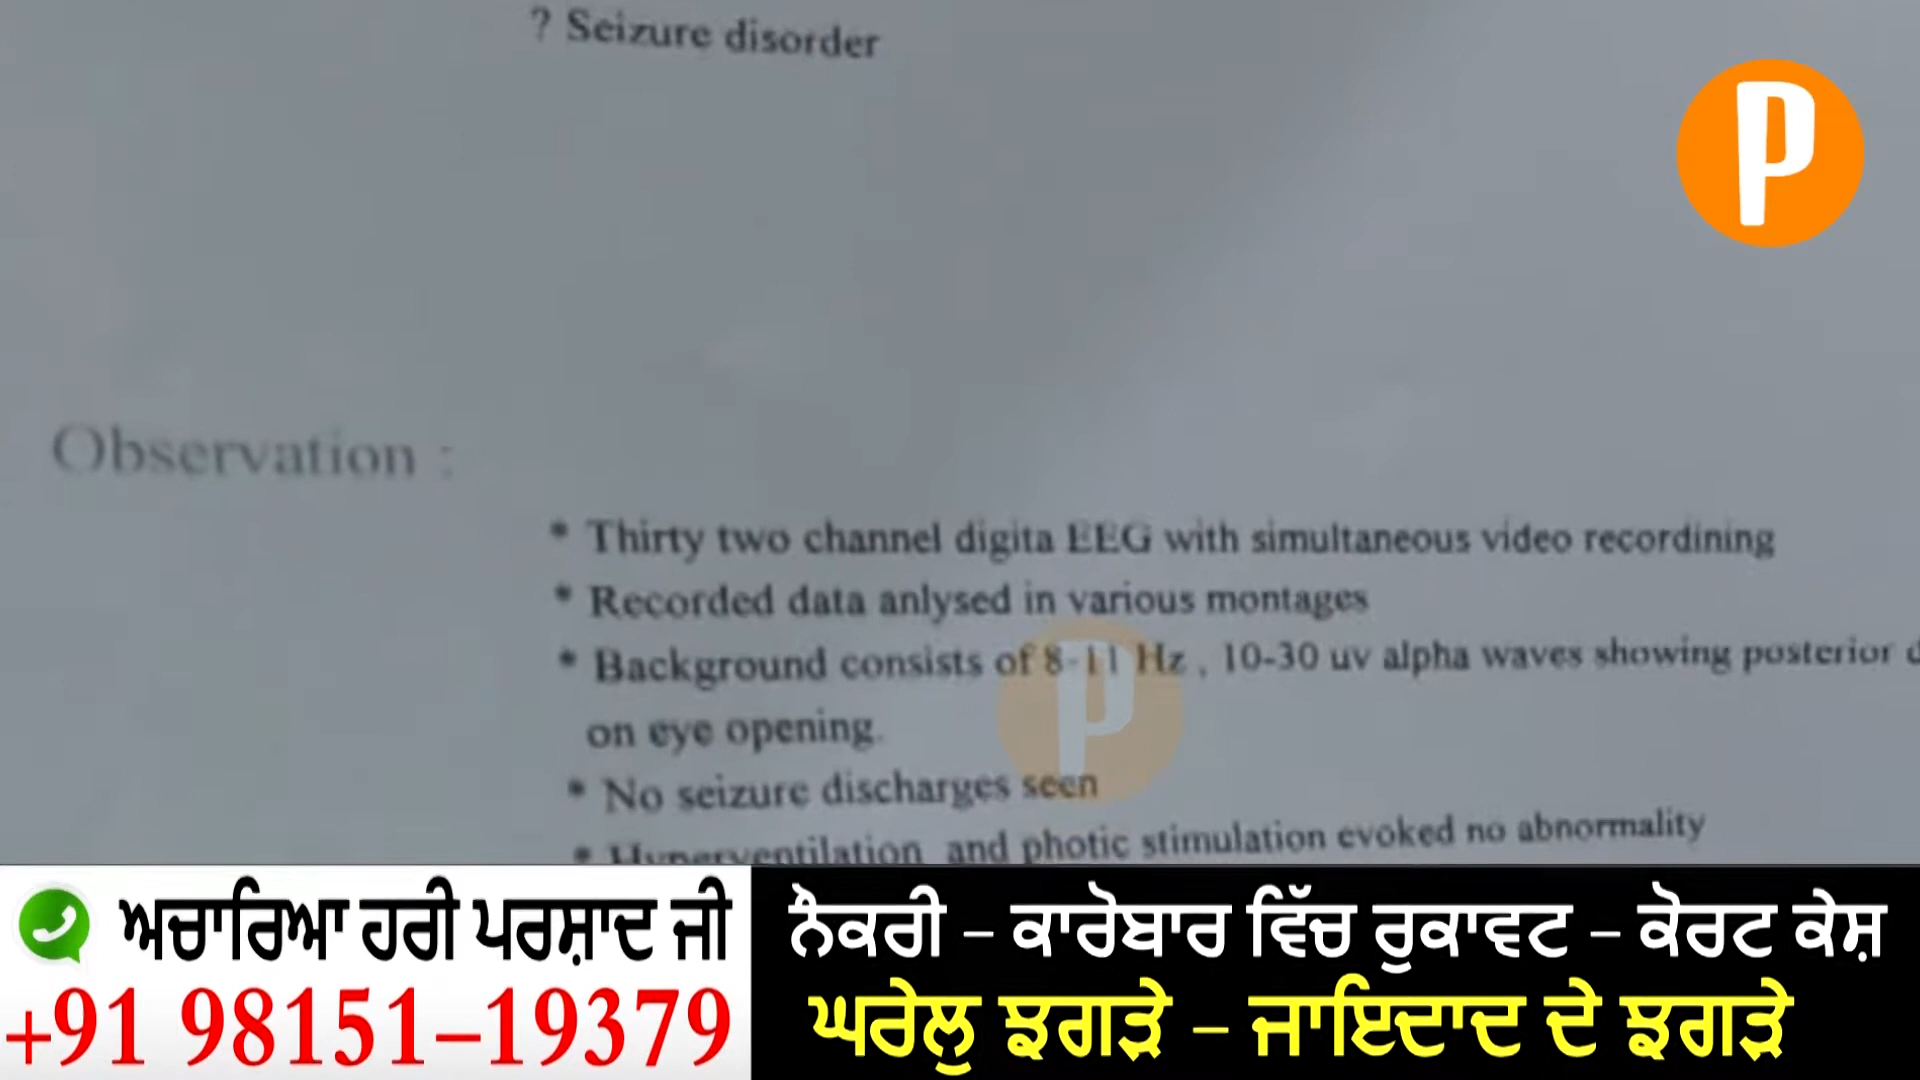 ? Seizure disorder
P
Observation :
* Thirty two channel digita EEG with simultaneous video recordining
* Recorded data anlysed in various montages
* Background consists of 8-11 Hz , 10-30 uv alpha waves showing posterior
on eye opening.
P
* No seizure discharges seen
* Hyperventilation and photic stimulation evoked no abnormality
ਅਚਾਰਿਆ ਹਰੀ ਪਰਸ਼ਾਦ ਜੀ
+91 98151-19379
ਨੌਕਰੀ – ਕਾਰੋਬਾਰ ਵਿੱਚ ਰੁਕਾਵਟ – ਕੋਰਟ ਕੇਸ਼
ਘਰੇਲੁ ਝਗੜੇ – ਜਾਇਦਾਦ ਦੇ ਝਗੜੇ